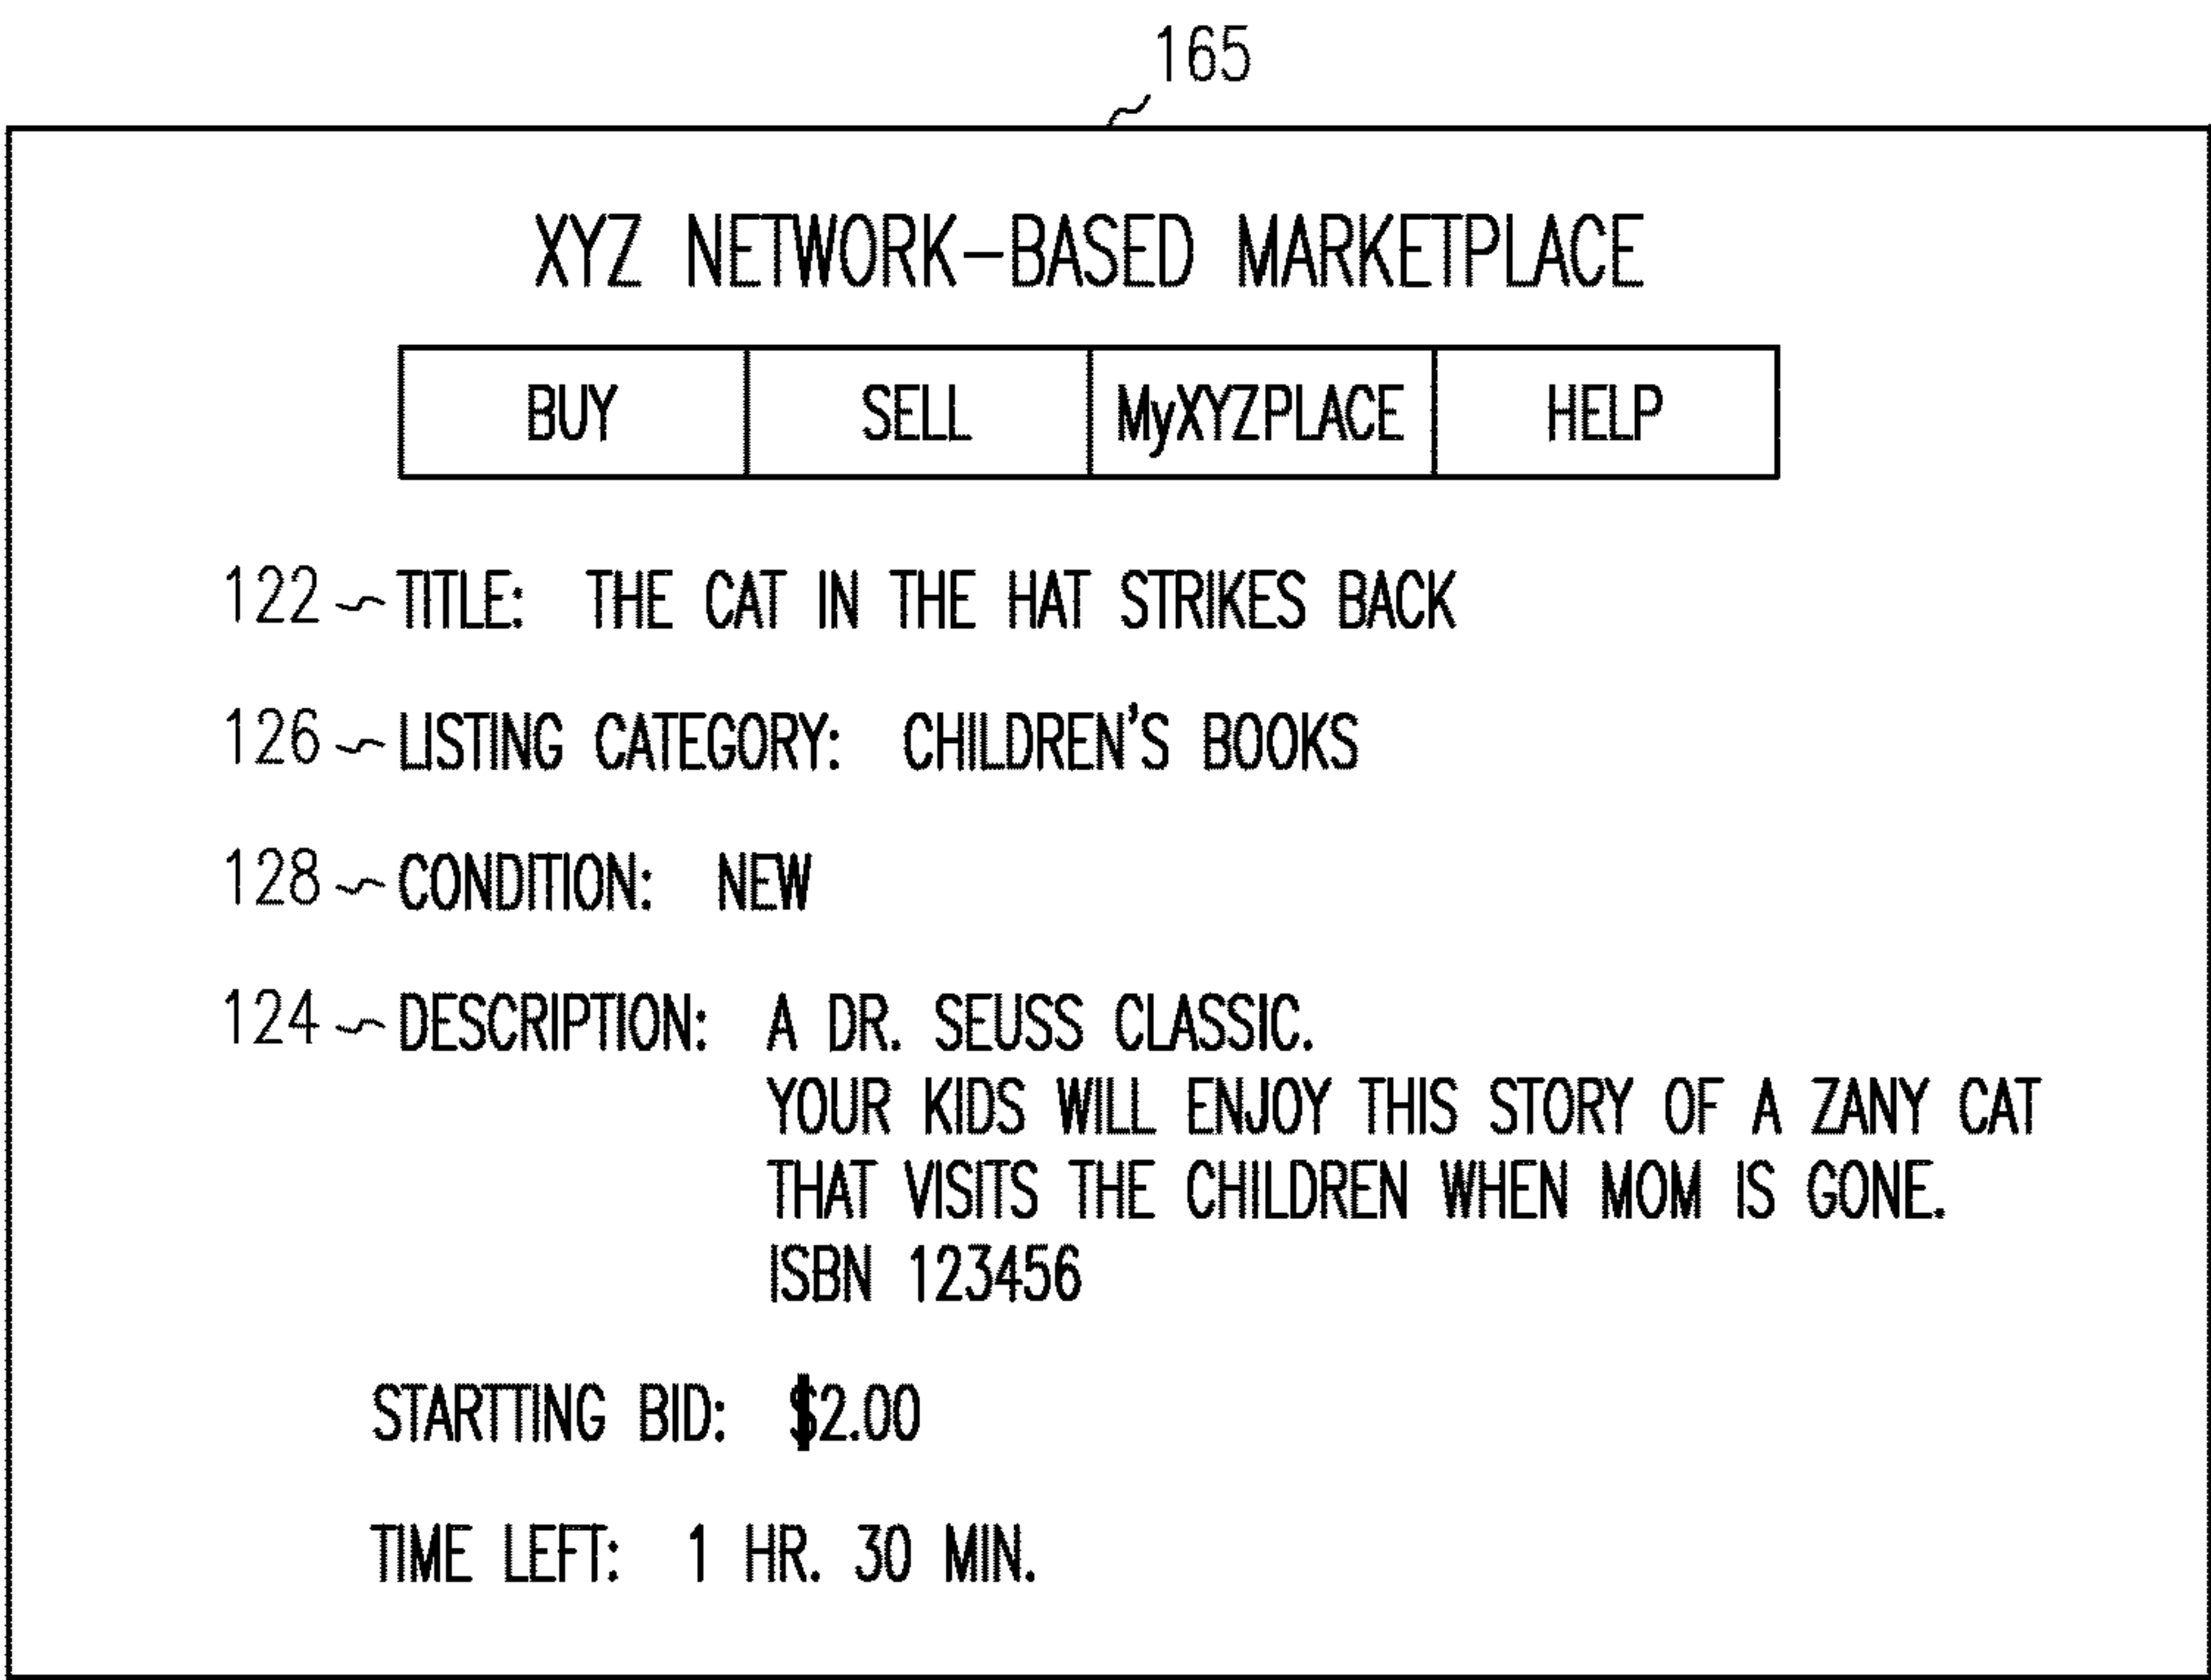 165
XYZ NETWORK-BASED MARKETPLACE
BUY SELL MyXYZPLACE HELP
122 TITLE: THE CAT IN THE HAT STRIKES BACK
126 LISTING CATEGORY: CHILDREN'S BOOKS
128 CONDITION: NEW
124 DESCRIPTION: A DR. SEUSS CLASSIC.
YOUR KIDS WILL ENJOY THIS STORY OF A ZANY CAT
THAT VISITS THE CHILDREN WHEN MOM IS GONE.
ISBN 123456
STARTTING BID: $2.00
TIME LEFT: 1 HR. 30 MIN.